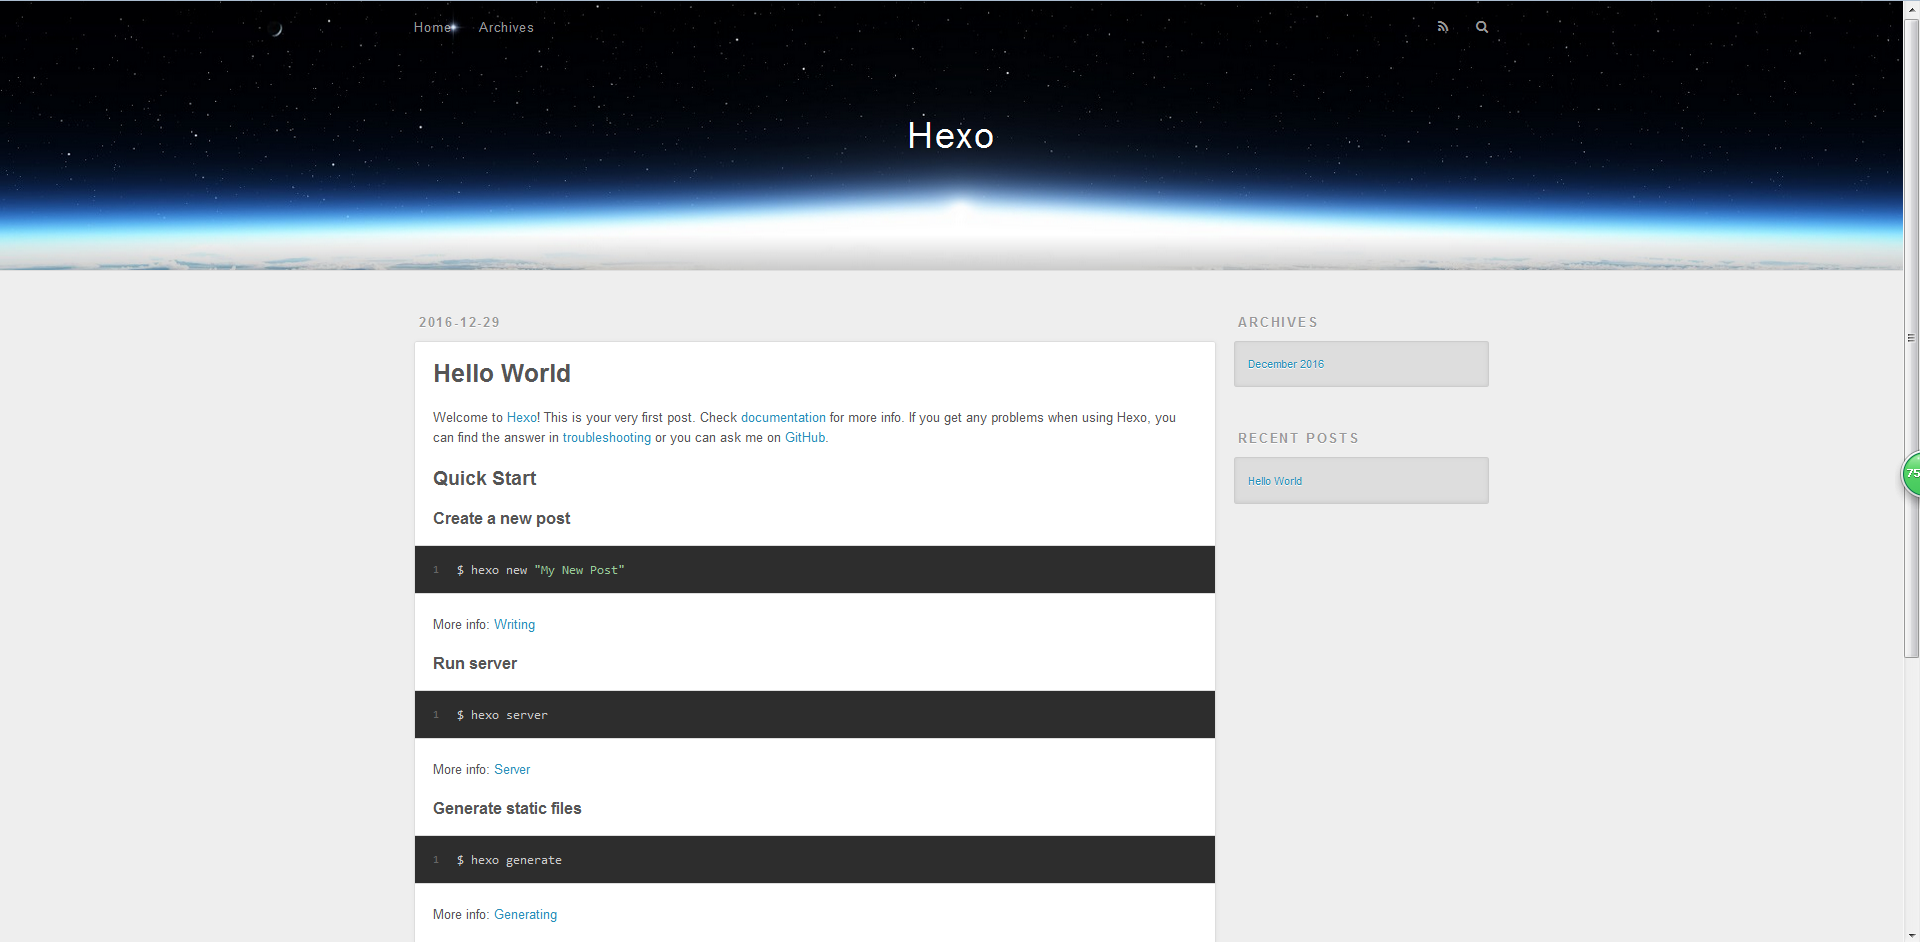 Home Archives
Hexo
2016-12-29
Hello World
Welcome to Hexo! This is your very first post. Check documentation for more info. If you get any problems when using Hexo, you
can find the answer in troubleshooting or you can ask me on GitHub.
Quick Start
Create a new post
1 $ hexo new "My New Post"
More info: Writing
Run server
1 $ hexo server
More info: Server
Generate static files
1 $ hexo generate
More info: Generating
ARCHIVES
December 2016
RECENT POSTS
Hello World
75